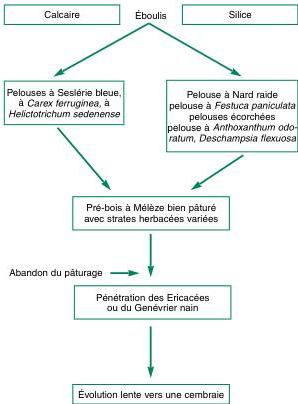 Calcaire
Éboulis
Silice
Pelouses à Seslérie bleue,
à Carex ferruginea, à
Helictotrichum sedenense
Pelouse à Nard raide
pelouse à Festuca paniculata
pelouses écorchées
pelouse à Anthoxanthum odo-
ratum, Deschampsia flexuosa
Pré-bois à Mélèze bien pâturé
avec strates herbacées variées
Abandon du pâturage
Pénétration des Ericacées
ou du Genévrier nain
Évolution lente vers une cembraie